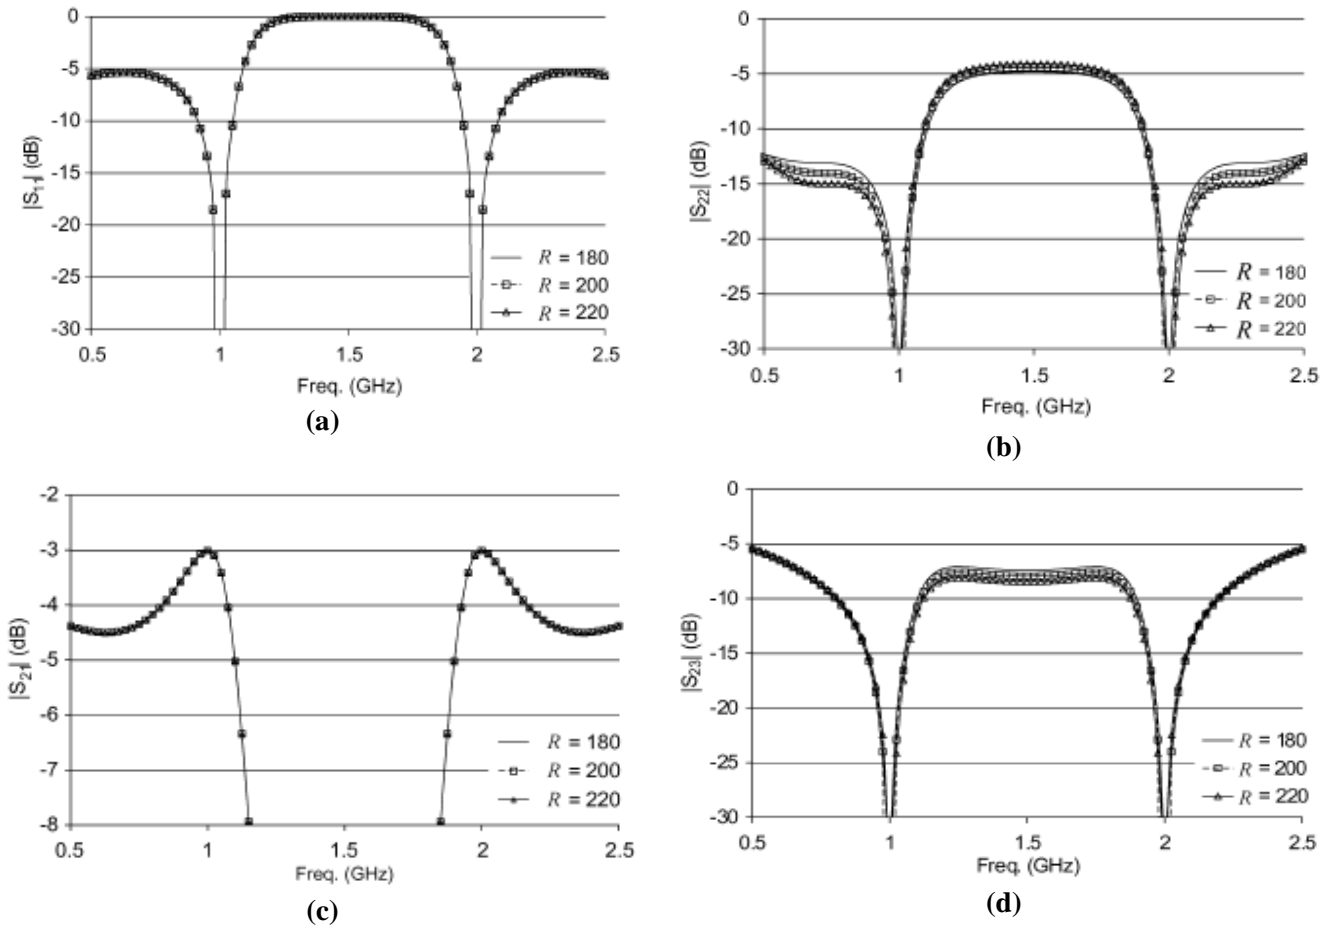 0
-5
-10
-15
-20
-25
-30
|S11| (dB)
R = 180
R = 200
R = 220
0.5 1 1.5 2 2.5
Freq. (GHz)
(a)
0
-5
-10
-15
-20
-25
-30
|S22| (dB)
R = 180
R = 200
R = 220
0.5 1 1.5 2 2.5
Freq. (GHz)
(b)
-2
-3
-4
-5
-6
-7
-8
|S21| (dB)
R = 180
R = 200
R = 220
0.5 1 1.5 2 2.5
Freq. (GHz)
(c)
0
-5
-10
-15
-20
-25
-30
|S23| (dB)
R = 180
R = 200
R = 220
0.5 1 1.5 2 2.5
Freq. (GHz)
(d)